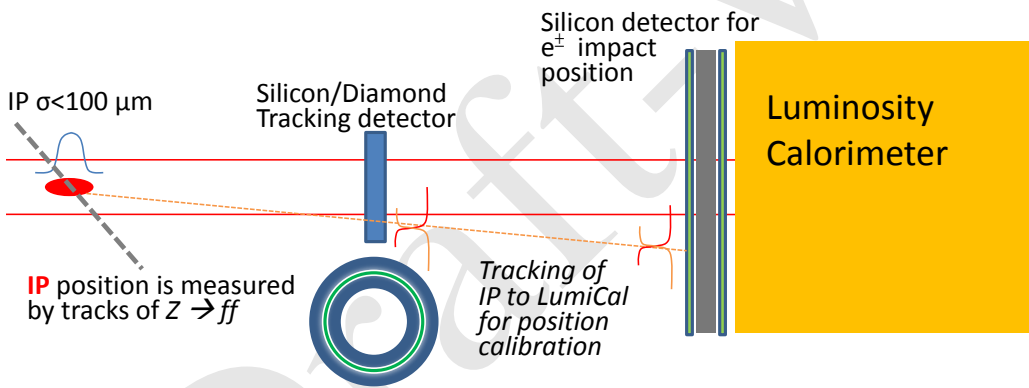 IP σ<100 μm
Silicon/Diamond
Tracking detector
Silicon detector for
e± impact
position
Luminosity
Calorimeter
IP position is measured
by tracks of Z → ff
Tracking of
IP to LumiCal
for position
calibration